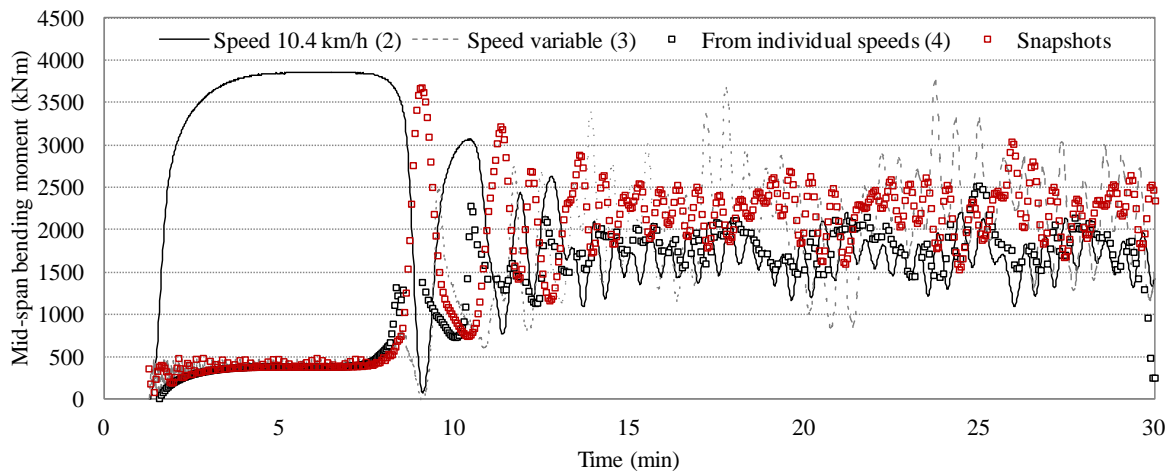 4500
Speed 10.4 km/h (2) Speed variable (3) From individual speeds (4) Snapshots
4000
3500
3000
2500
2000
1500
1000
500
0
Mid-span bending moment (kNm)
0 5 10 15 20 25 30
Time (min)